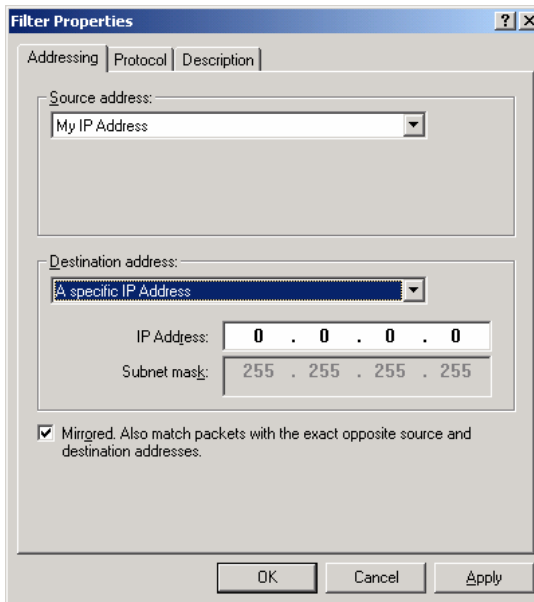 Filter Properties
Addressing Protocol Description
Source address:
My IP Address
Destination address:
A specific IP Address
IP Address: 0 . 0 . 0 . 0
Subnet mask: 255 . 255 . 255 . 255
Mirrored. Also match packets with the exact opposite source and
destination addresses.
OK Cancel Apply